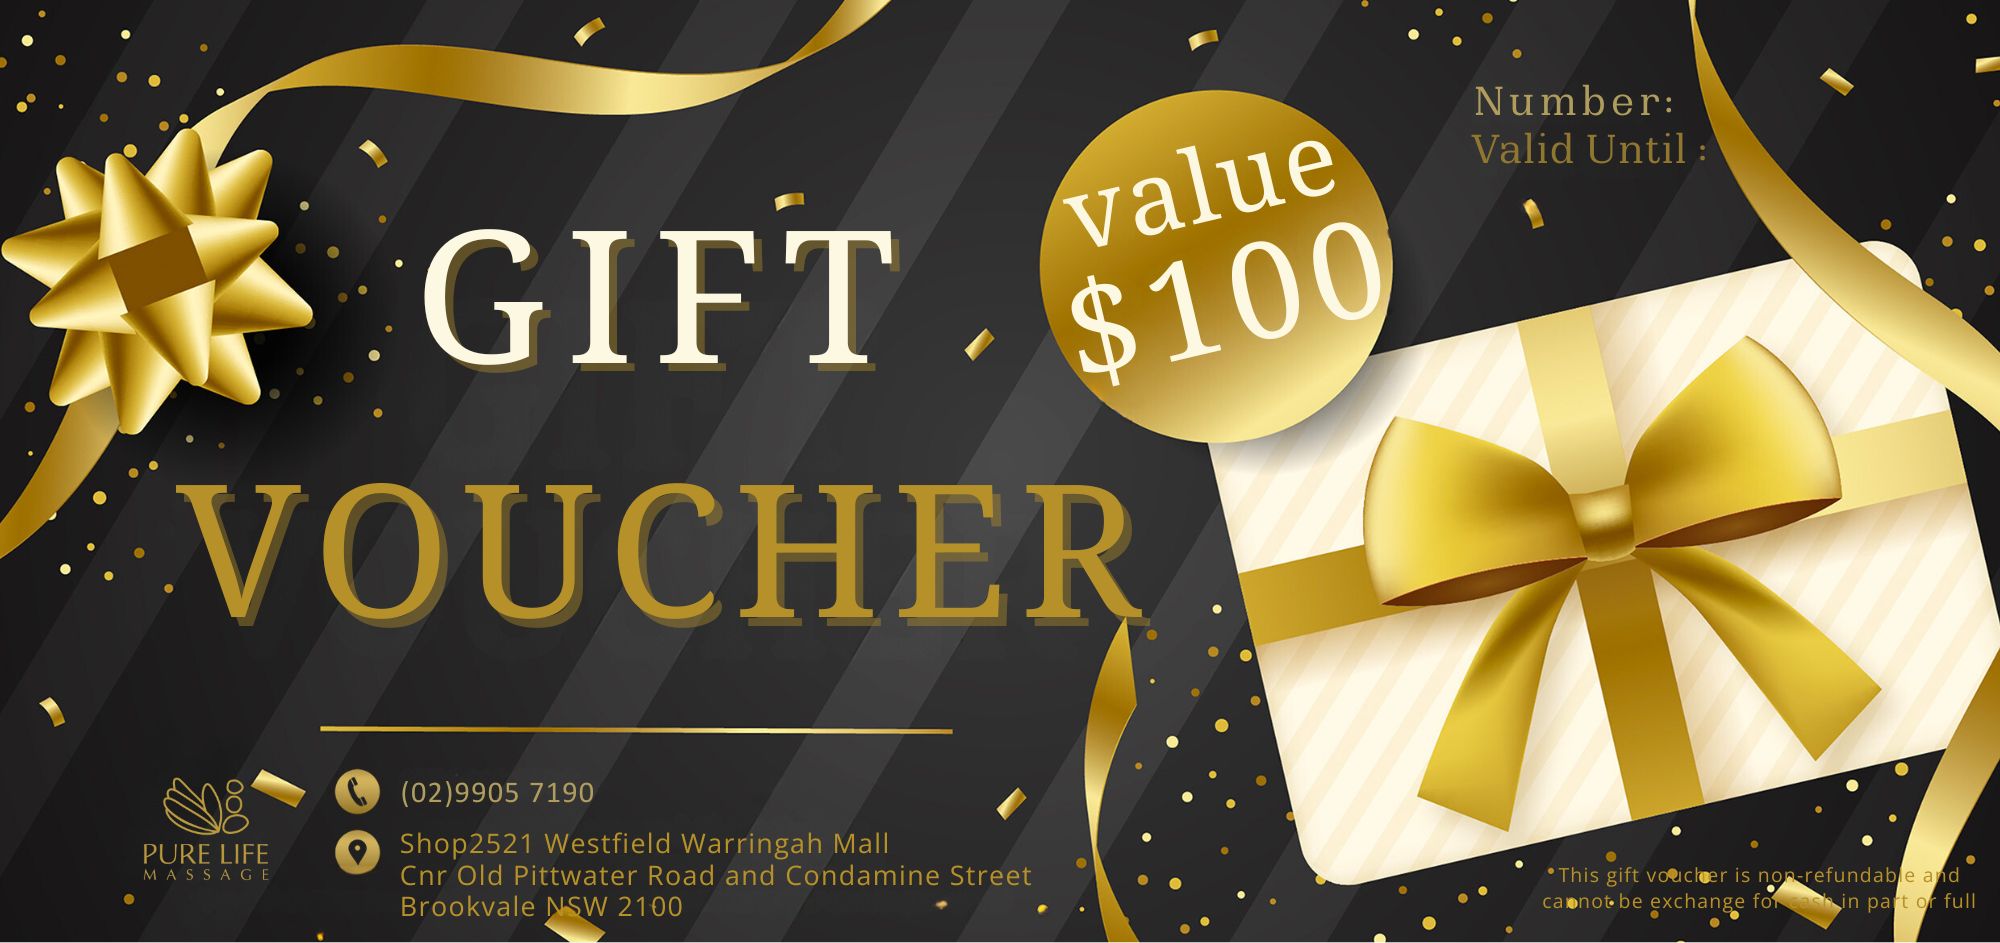 Number:
Valid Until :
value
$100
GIFT
VOUCHER
(02)9905 7190
Shop2521 Westfield Warringah Mall
Cnr Old Pittwater Road and Condamine Street
Brookvale NSW 2100
PURE LIFE
MASSAGE
*This gift voucher is non-refundable and
cannot be exchange for cash in part or full